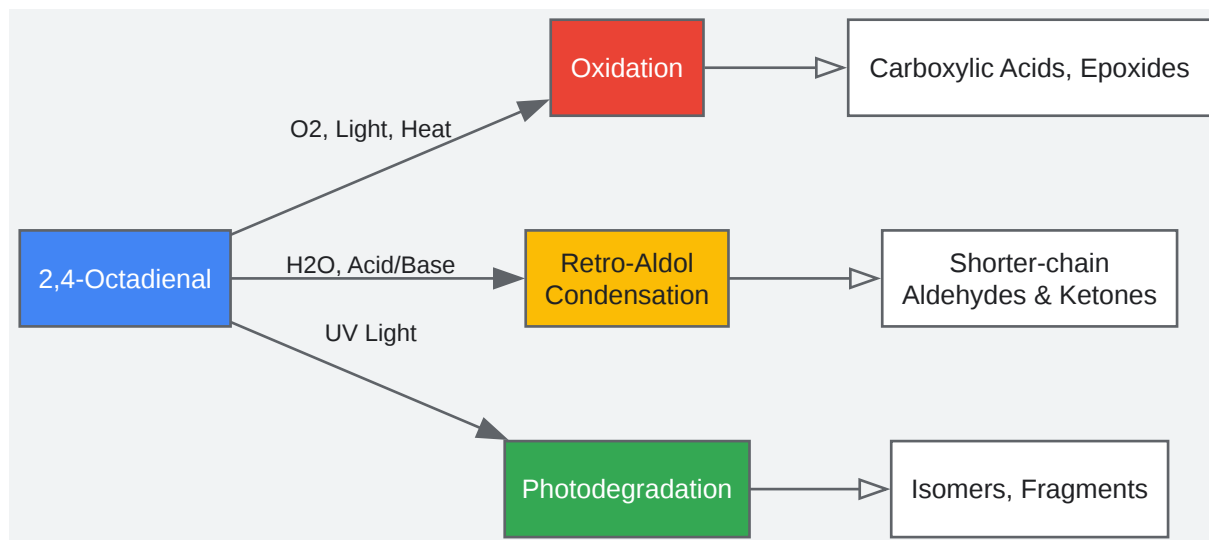 Oxidation
Carboxylic Acids, Epoxides
O2, Light, Heat
2,4-Octadienal
H2O, Acid/Base
Retro-Aldol
Condensation
Shorter-chain
Aldehydes & Ketones
UV Light
Photodegradation
Isomers, Fragments